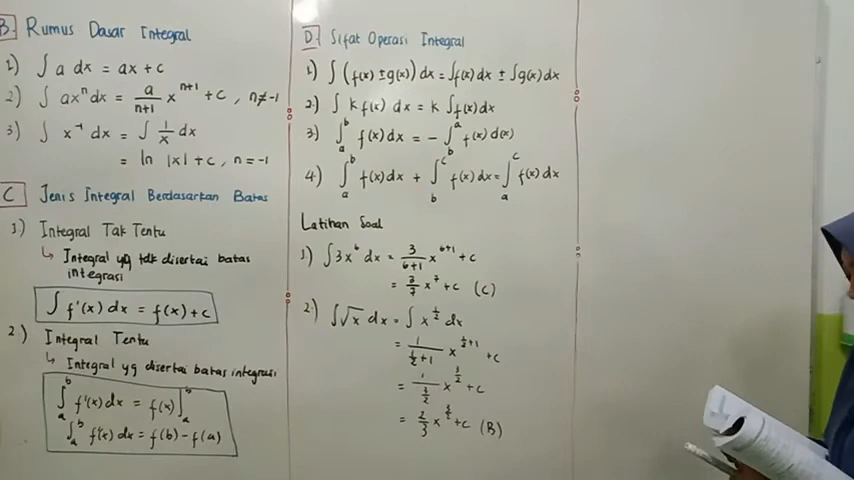 B. Rumus Dasar Integral
1) ∫ a dx = ax + c
2) ∫ axⁿ dx = a/(n+1) xⁿ⁺¹ + c , n ≠ -1
3) ∫ x⁻¹ dx = ∫ 1/x dx
= ln |x| + c , n = -1
C Jenis Integral Berdasarkan Batas
1) Integral Tak Tentu
↳ Integral yg tdk disertai batas
integrasi
∫ f'(x) dx = f(x) + c
2) Integral Tentu
↳ Integral yg disertai batas integrasi
∫ₐᵇ f'(x) dx = f(x) |ₐᵇ
∫ₐᵇ f'(x) dx = f(b) - f(a)
D. Sifat Operasi Integral
1) ∫ (f(x) ± g(x)) dx = ∫ f(x) dx ± ∫ g(x) dx
2) ∫ k f(x) dx = k ∫ f(x) dx
3) ∫ₐᵇ f(x) dx = - ∫_b^a f(x) d(x)
4) ∫ₐᵇ f(x) dx + ∫_b^c f(x) dx = ∫ₐᶜ f(x) dx
Latihan Soal
1) ∫ 3x⁶ dx = 3/(6+1) x⁶⁺¹ + c
= 3/7 x⁷ + c (C)
2) ∫ √x dx = ∫ x^(1/2) dx
= 1/(1/2+1) x^(1/2+1) + c
= 1/(3/2) x^(3/2) + c
= 2/3 x^(3/2) + c (B)